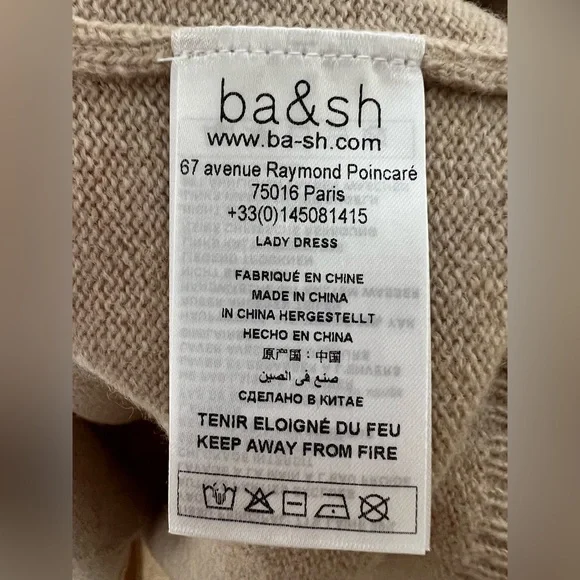 ba&sh
www.ba-sh.com
67 avenue Raymond Poincaré
75016 Paris
+33(0)145081415
LADY DRESS
FABRIQUÉ EN CHINE
MADE IN CHINA
IN CHINA HERGESTELLT
HECHO EN CHINA
原产国：中国
صنع في الصين
СДЕЛАНО В КИТАЕ
TENIR ELOIGNÉ DU FEU
KEEP AWAY FROM FIRE